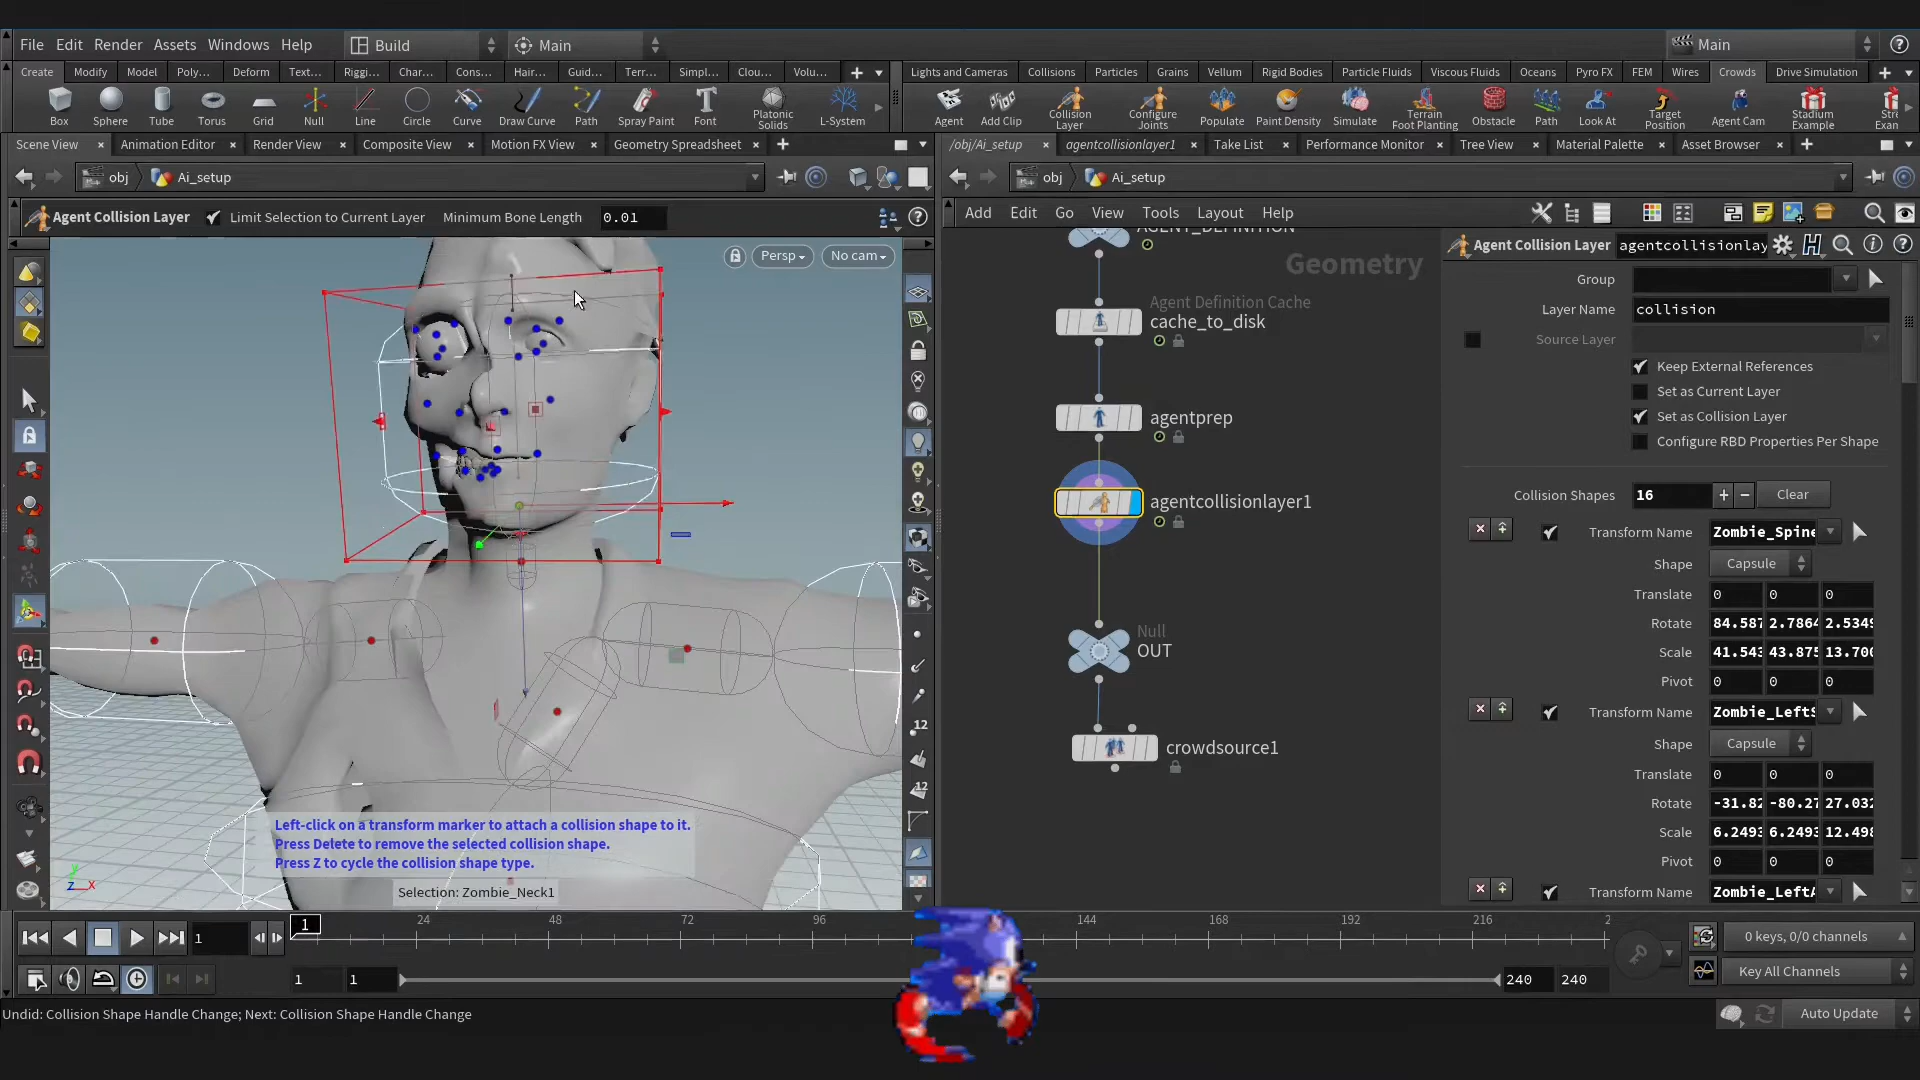 File Edit Render Assets Windows Help Build Main Main
Create Modify Model Poly... Deform Text... Riggi... Char... Cons... Hair... Guid... Terr... Simpl... Clou... Volu... Lights and Cameras Collisions Particles Grains Vellum Rigid Bodies Particle Fluids Viscous Fluids Oceans Pyro FX FEM Wires Crowds Drive Simulation
Box Sphere Tube Torus Grid Null Line Circle Curve Draw Curve Path Spray Paint Font Platonic Solids L-System Agent Add Clip Collision Layer Configure Joints Populate Paint Density Simulate Terrain Foot Planting Obstacle Path Look At Target Position Agent Cam Stadium Example
Scene View Animation Editor Render View Composite View Motion FX View Geometry Spreadsheet /obj/Ai_setup agentcollisionlayer1 Take List Performance Monitor Tree View Material Palette Asset Browser
obj Ai_setup obj Ai_setup
Agent Collision Layer Limit Selection to Current Layer Minimum Bone Length 0.01 Add Edit Go View Tools Layout Help
Persp No cam
AGENT_DEFINITION
Geometry
Agent Definition Cache
cache_to_disk
agentprep
agentcollisionlayer1
Null
OUT
crowdsource1
Agent Collision Layer agentcollisionlay
Group
Layer Name collision
Source Layer
Keep External References
Set as Current Layer
Set as Collision Layer
Configure RBD Properties Per Shape
Collision Shapes 16 Clear
Transform Name Zombie_Spine
Shape Capsule
Translate 0 0 0
Rotate 84.587 2.7864 2.5349
Scale 41.543 43.875 13.700
Pivot 0 0 0
Transform Name Zombie_LeftS
Shape Capsule
Translate 0 0 0
Rotate -31.82 -80.27 27.032
Scale 6.2493 6.2493 12.498
Pivot 0 0 0
Transform Name Zombie_LeftA
12
12
y
z x
Left-click on a transform marker to attach a collision shape to it.
Press Delete to remove the selected collision shape.
Press Z to cycle the collision shape type.
Selection: Zombie_Neck1
1 1 24 48 72 96 144 168 192 216 2 0 keys, 0/0 channels
1 1 240 240 Key All Channels
Undid: Collision Shape Handle Change; Next: Collision Shape Handle Change Auto Update